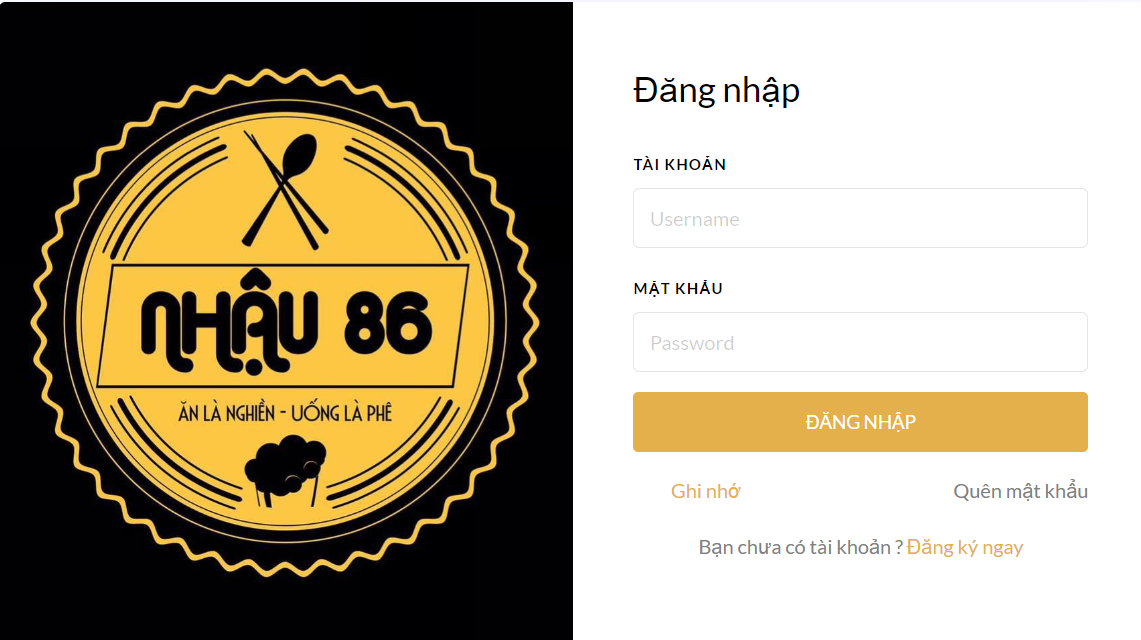 NHẬU 86
ĂN LÀ NGHIỀN - UỐNG LÀ PHÊ
Đăng nhập
TÀI KHOẢN
Username
MẬT KHẨU
Password
ĐĂNG NHẬP
Ghi nhớ Quên mật khẩu
Bạn chưa có tài khoản ? Đăng ký ngay